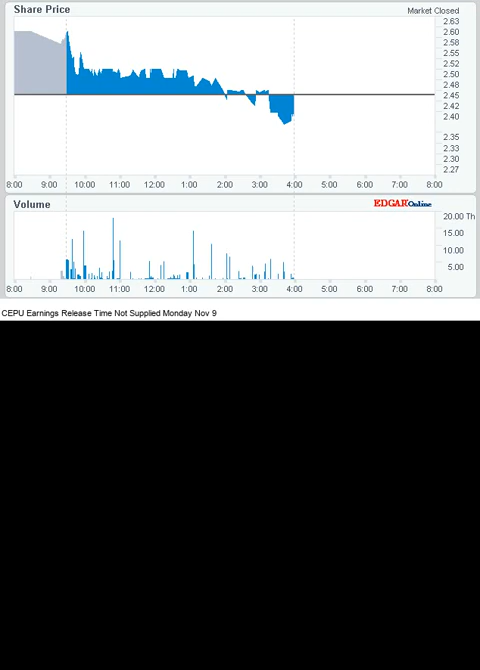 Share Price
Market Closed
2.63
2.60
2.58
2.55
2.52
2.50
2.48
2.45
2.42
2.40
2.35
2.33
2.30
2.27
8:00 9:00 10:00 11:00 12:00 1:00 2:00 3:00 4:00 5:00 6:00 7:00 8:00
Volume
EDGAR Online
20.00 Th
15.00
10.00
5.00
8:00 9:00 10:00 11:00 12:00 1:00 2:00 3:00 4:00 5:00 6:00 7:00 8:00
CEPU Earnings Release Time Not Supplied Monday Nov 9